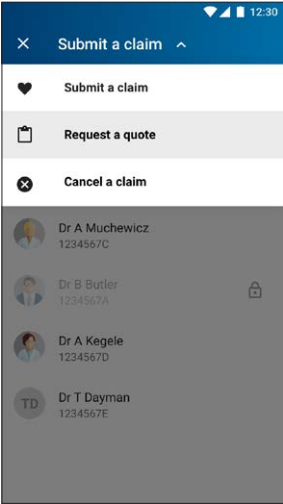 12:30
Submit a claim
Submit a claim
Request a quote
Cancel a claim
Dr A Muchewicz
1234567C
Dr B Butler
1234567A
Dr A Kegele
1234567D
TD
Dr T Dayman
1234567E